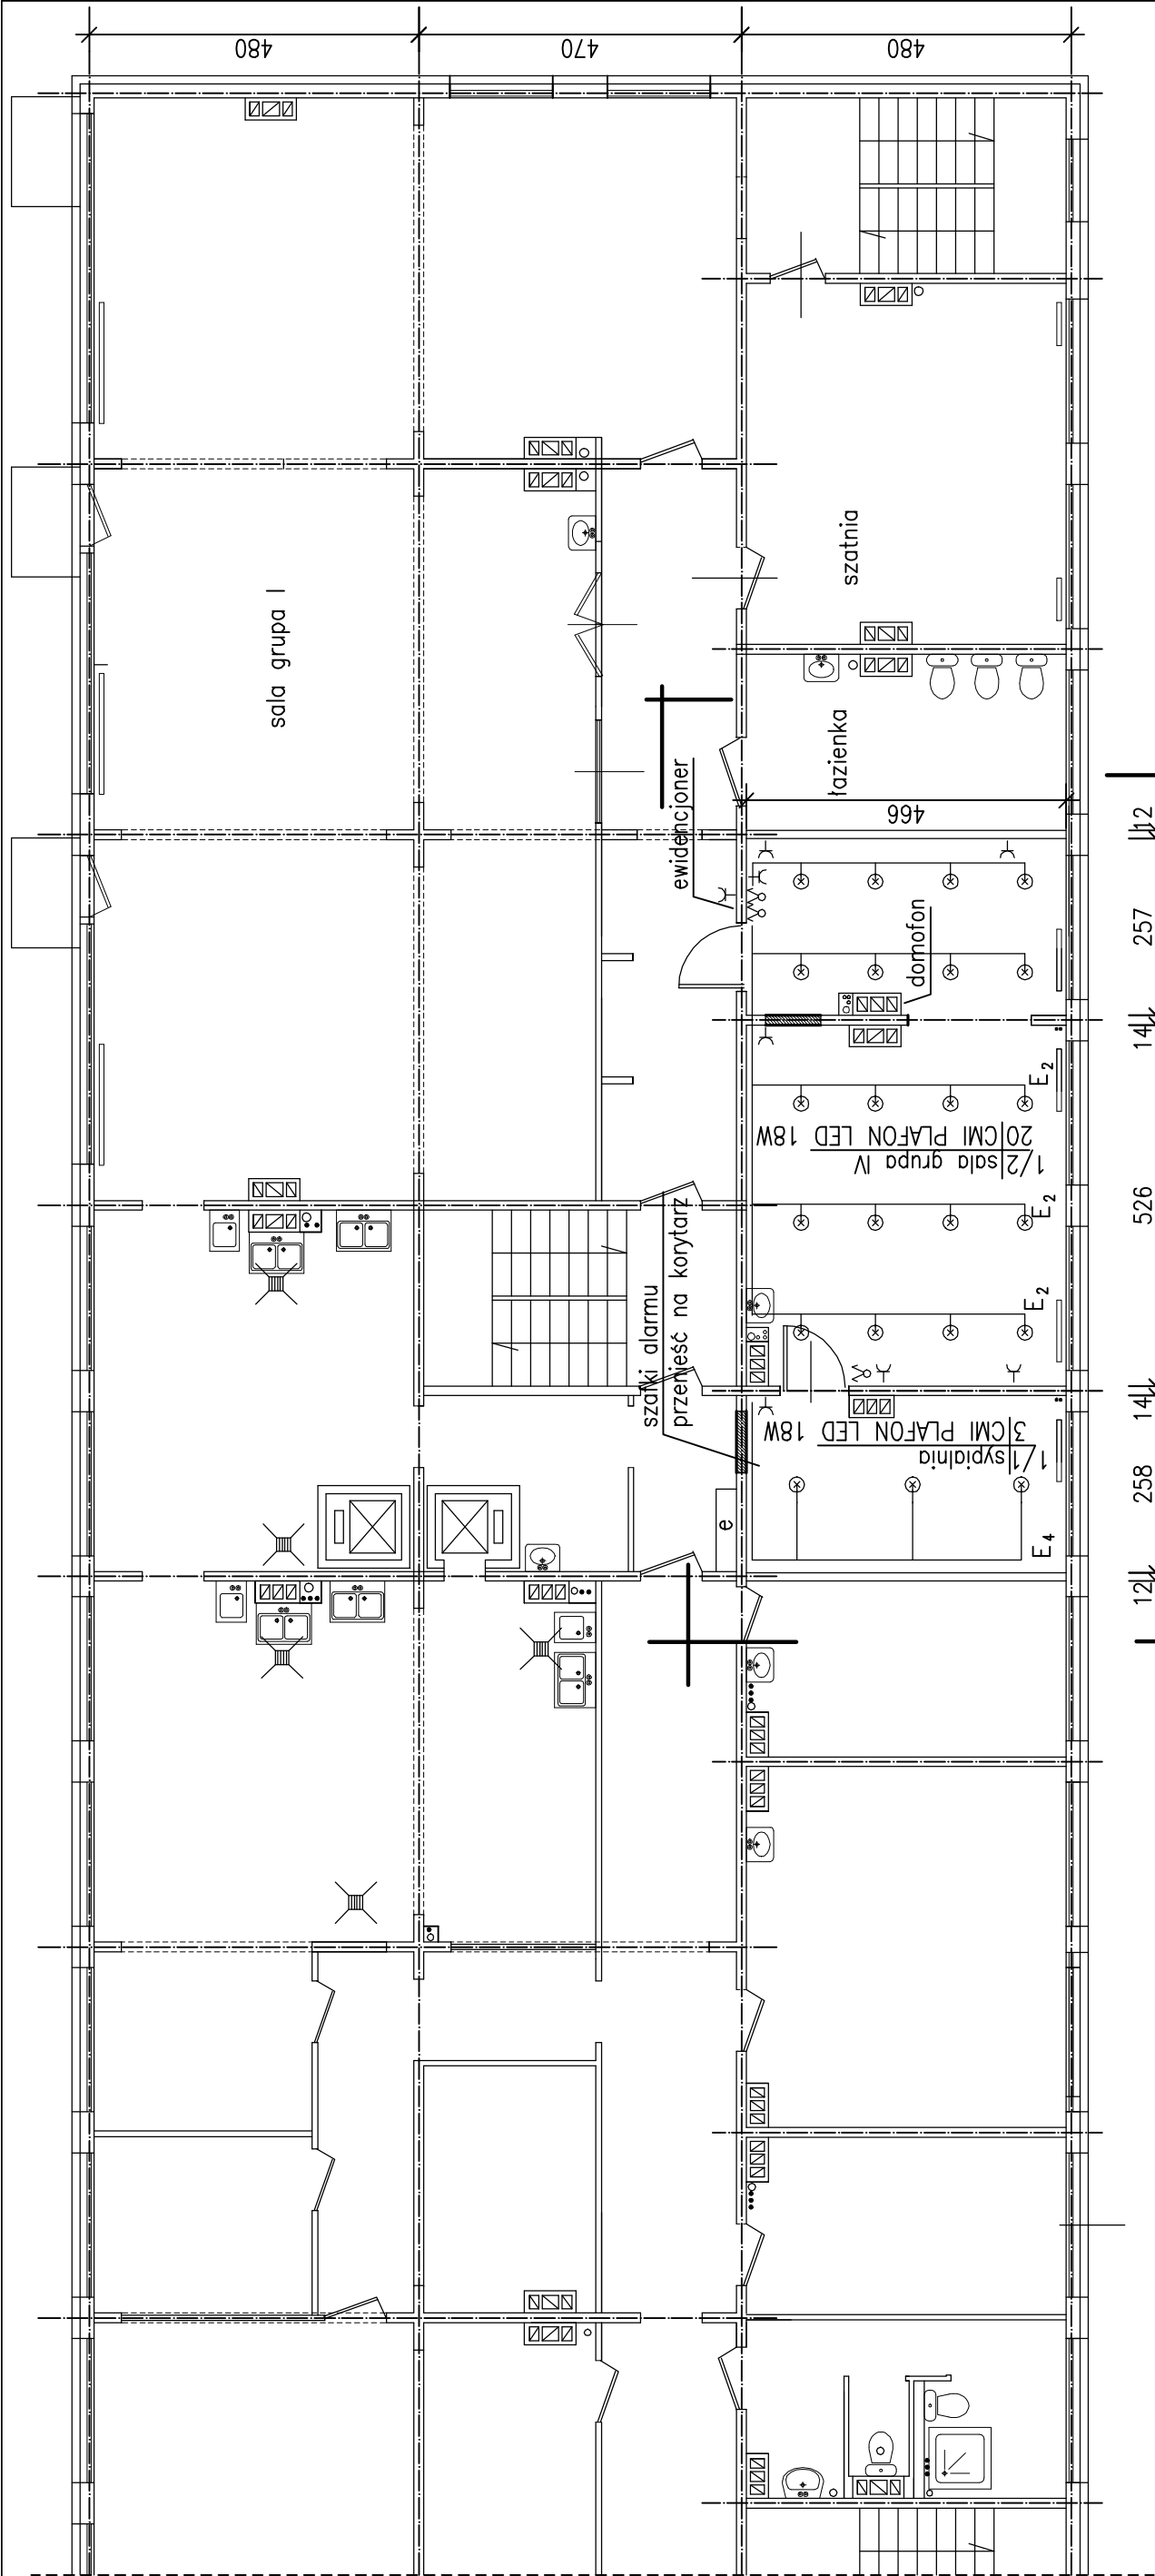 480
470
480
sala grupa I
szatnia
łazienka
466
ewidencjoner
domofon
12
257
14
526
14
258
12
E2
E2
E2
1/2 sala grupa IV
20 CMI PLAFON LED 18W
szafki alarmu
przenieść na korytarz
1/1 sypialnia
3 CMI PLAFON LED 18W
e
E4